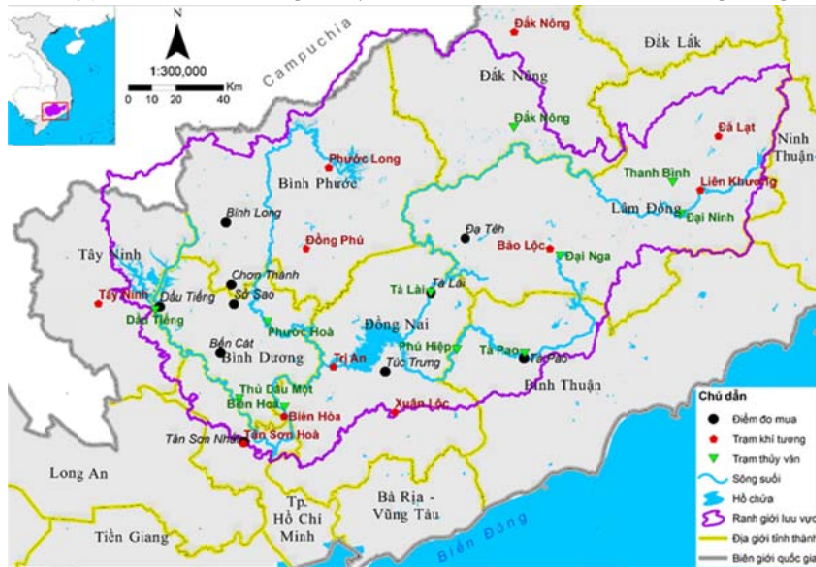 N
1:300,000
Km
0 10 20 40
Campuchia
Đắk Nông
Đắk Lắk
Đắk Nông
Đắk Nông
Đà Lạt
Ninh
Thuận
Phước Long
Bình Phước
Thanh Bình
Liên Khương
Lâm Đồng
Đại Ninh
Bình Long
Đạ Tẻh
Đồng Phú
Bảo Lộc
Đại Nga
Tây Ninh
Chơn Thành
Tà Lài
Tà Lài
Tây Ninh
Dầu Tiếng
Sở Sao
Dầu Tiếng
Phước Hoà
Đồng Nai
Phú Hiệp
Tà Pao
Tà Pao
Bến Cát
Bình Dương
Trị An
Túc Trưng
Bình Thuận
Thủ Dầu Một
Biên Hoà
Biên Hòa
Xuân Lộc
Tân Sơn Hoà
Long An
Tp.
Hồ Chí
Minh
Bà Rịa -
Vũng Tàu
Tiền Giang
Biển Đông
Chú dẫn
Điểm đo mưa
Trạm khí tượng
Trạm thủy văn
Sông suối
Hồ chứa
Ranh giới lưu vực
Địa giới tỉnh thành
Biên giới quốc gia